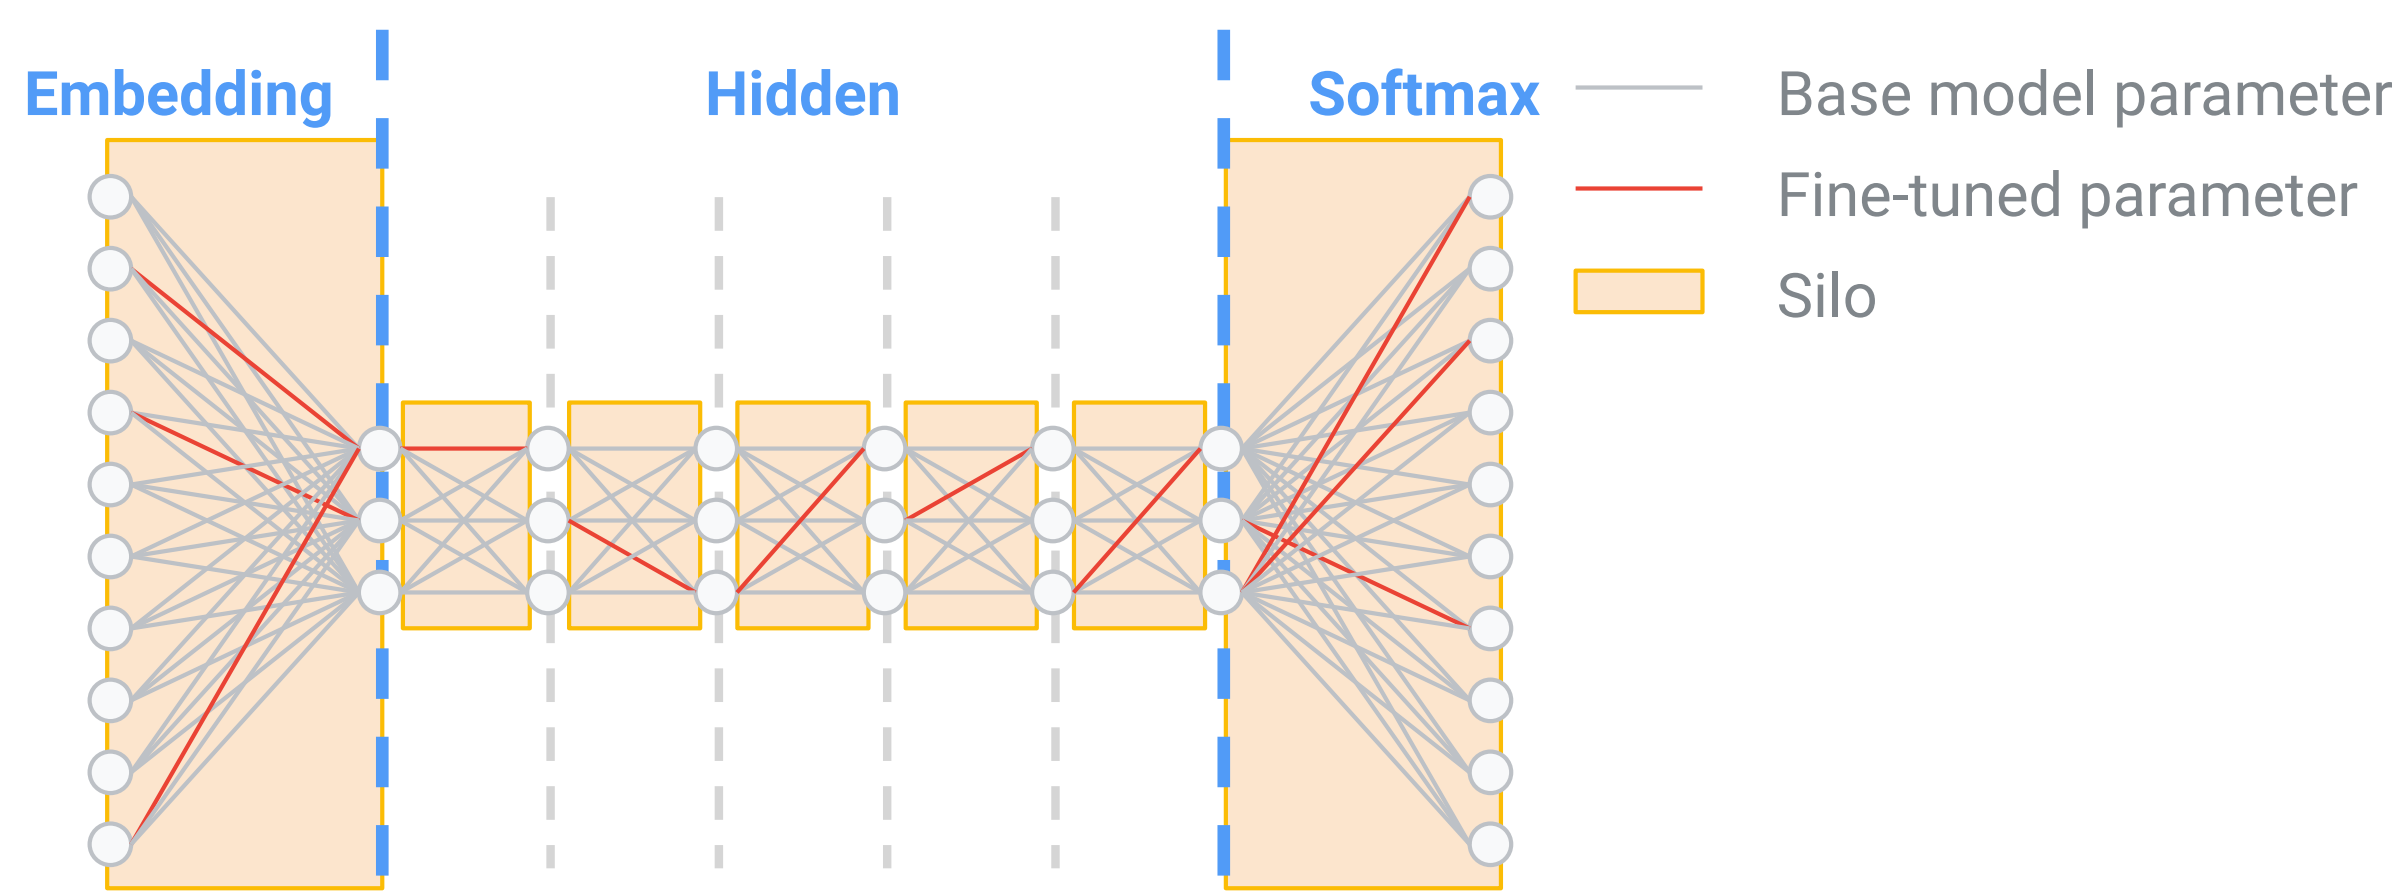 Embedding
Hidden
Softmax
Base model parameter
Fine-tuned parameter
Silo